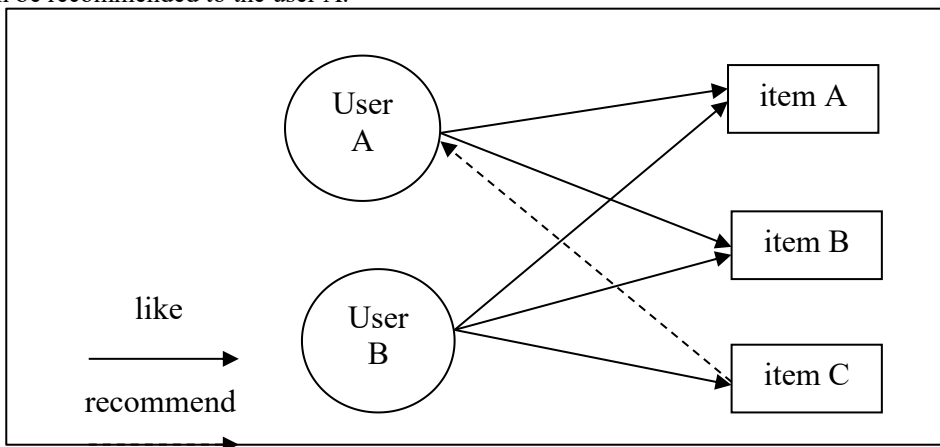 be recommended to the user A.
User
A
item A
item B
User
B
like
item C
recommend